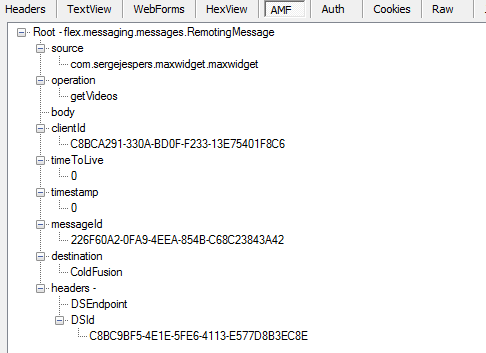 Headers TextView WebForms HexView AMF Auth Cookies Raw
Root - flex.messaging.messages.RemotingMessage
source
com.sergejespers.maxwidget.maxwidget
operation
getVideos
body
clientId
C8BCA291-330A-BD0F-F233-13E75401F8C6
timeToLive
0
timestamp
0
messageId
226F60A2-0FA9-4EEA-854B-C68C23843A42
destination
ColdFusion
headers -
DSEndpoint
DSId
C8BC9BF5-4E1E-5FE6-4113-E577D8B3EC8E